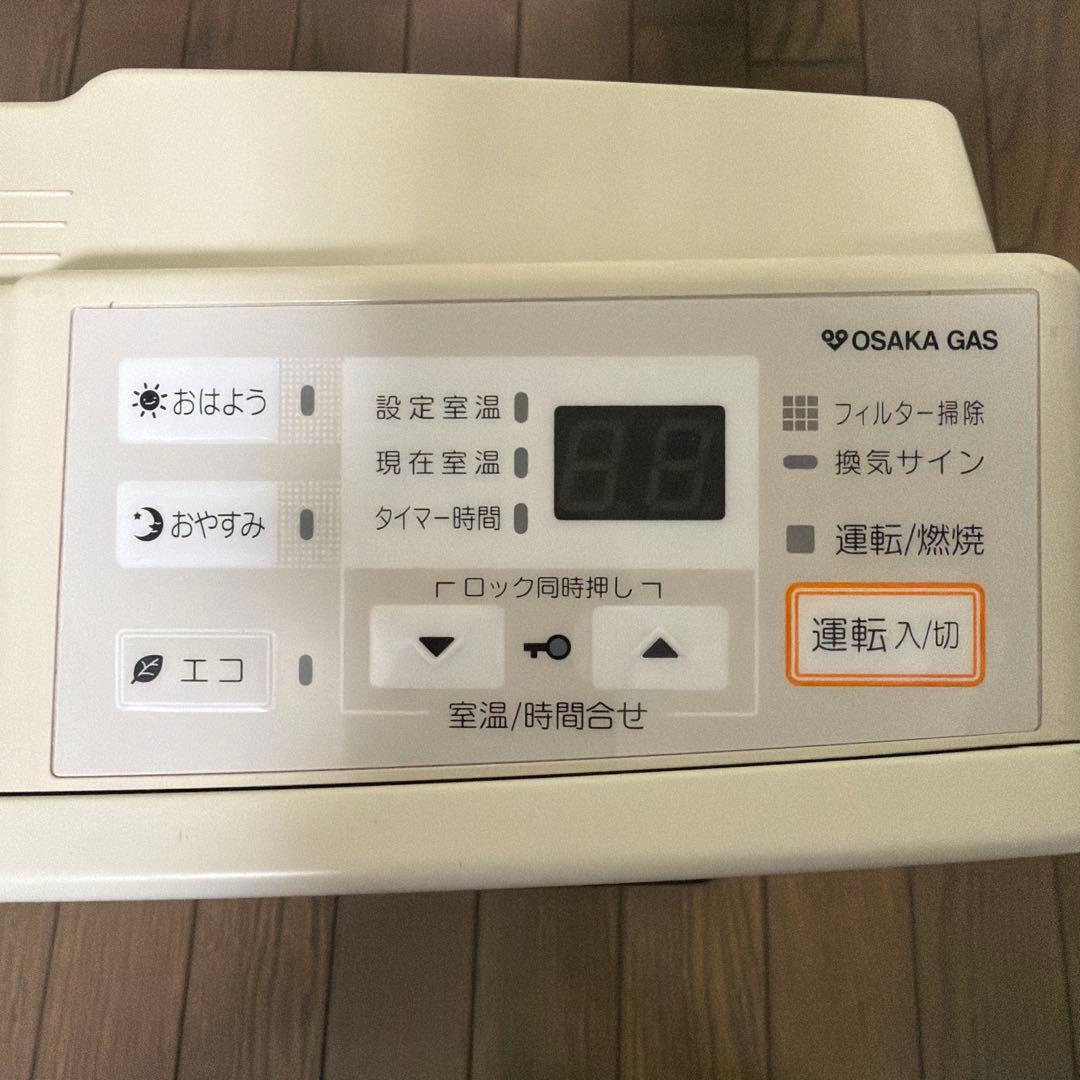 OSAKA GAS
おはよう
設定室温
現在室温
タイマー時間
フィルター掃除
換気サイン
運転/燃焼
おやすみ
ロック同時押し
運転 入/切
エコ
室温/時間合せ